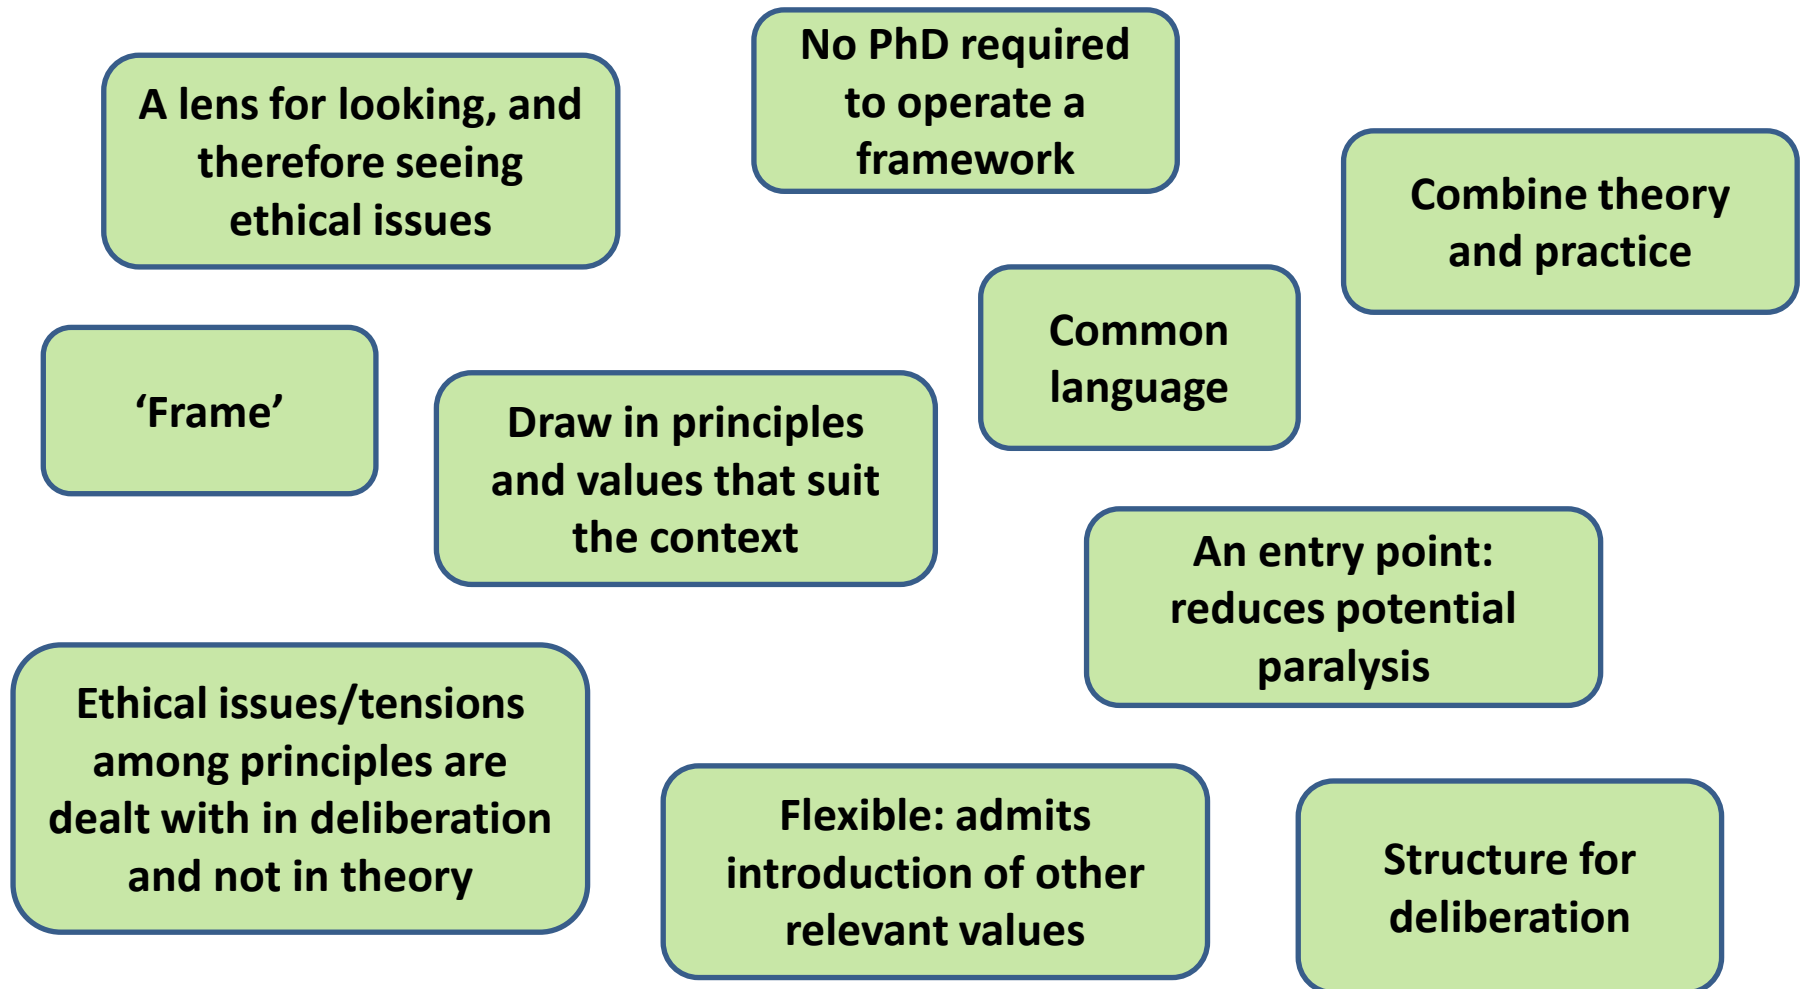 No PhD required
to operate a
framework
A lens for looking, and
therefore seeing
ethical issues
Combine theory
and practice
Common
language
‘Frame’
Draw in principles
and values that suit
the context
An entry point:
reduces potential
paralysis
Ethical issues/tensions
among principles are
dealt with in deliberation
and not in theory
Flexible: admits
introduction of other
relevant values
Structure for
deliberation